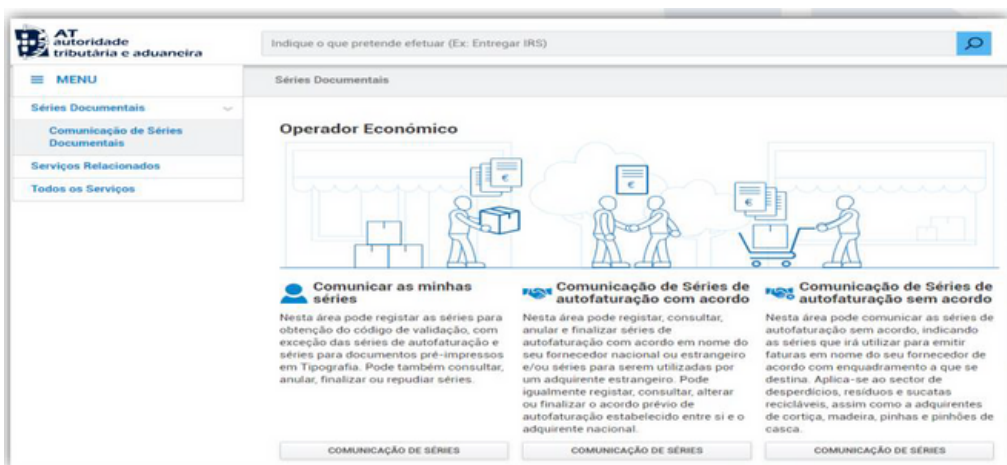 AT
autoridade
tributária e aduaneira
Indique o que pretende efetuar (Ex: Entregar IRS)
MENU
Séries Documentais
Séries Documentais
Comunicação de Séries
Documentais
Serviços Relacionados
Todos os Serviços
Operador Económico
€
€
€
Comunicar as minhas
séries
Nesta área pode registar as séries para
obtenção do código de validação, com
exceção das séries de autofaturação e
séries para documentos pré-impressos
em Tipografia. Pode também consultar,
anular, finalizar ou repudiar séries.
COMUNICAÇÃO DE SÉRIES
Comunicação de Séries de
autofaturação com acordo
Nesta área pode registar, consultar,
anular e finalizar séries de
autofaturação com acordo em nome do
seu fornecedor nacional ou estrangeiro
e/ou séries para serem utilizadas por
um adquirente estrangeiro. Pode
igualmente registar, consultar, alterar
ou finalizar o acordo prévio de
autofaturação estabelecido entre si e o
adquirente nacional.
COMUNICAÇÃO DE SÉRIES
Comunicação de Séries de
autofaturação sem acordo
Nesta área pode comunicar as séries de
autofaturação sem acordo, indicando
as séries que irá utilizar para emitir
faturas em nome do seu fornecedor de
acordo com enquadramento a que se
destina. Aplica-se ao sector de
desperdícios, resíduos e sucatas
recicláveis, assim como a adquirentes
de cortiça, madeira, pinhas e pinhões de
casca.
COMUNICAÇÃO DE SÉRIES